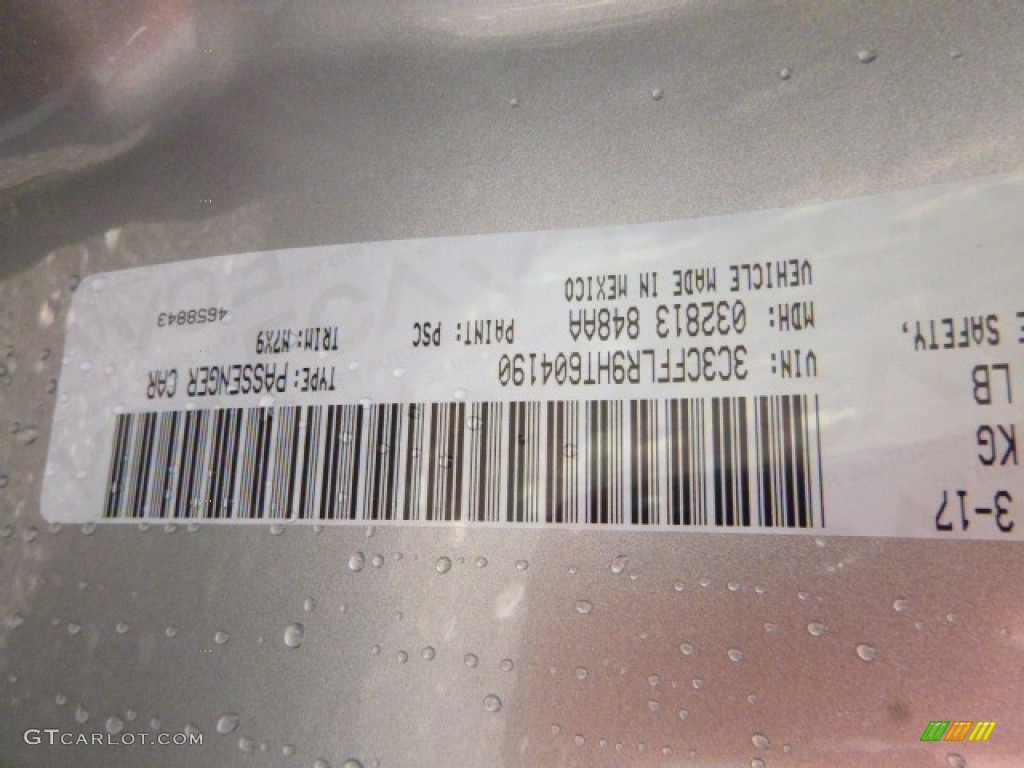 3-17
KG
LB
E SAFETY,
VIN: 3C3CFFLR9HT604190 TYPE: PASSENGER CAR
MDH: 032813 848AA PAINT: PSC TRIM: M7X9
VEHICLE MADE IN MEXICO 4658843
GTCARLOT.COM